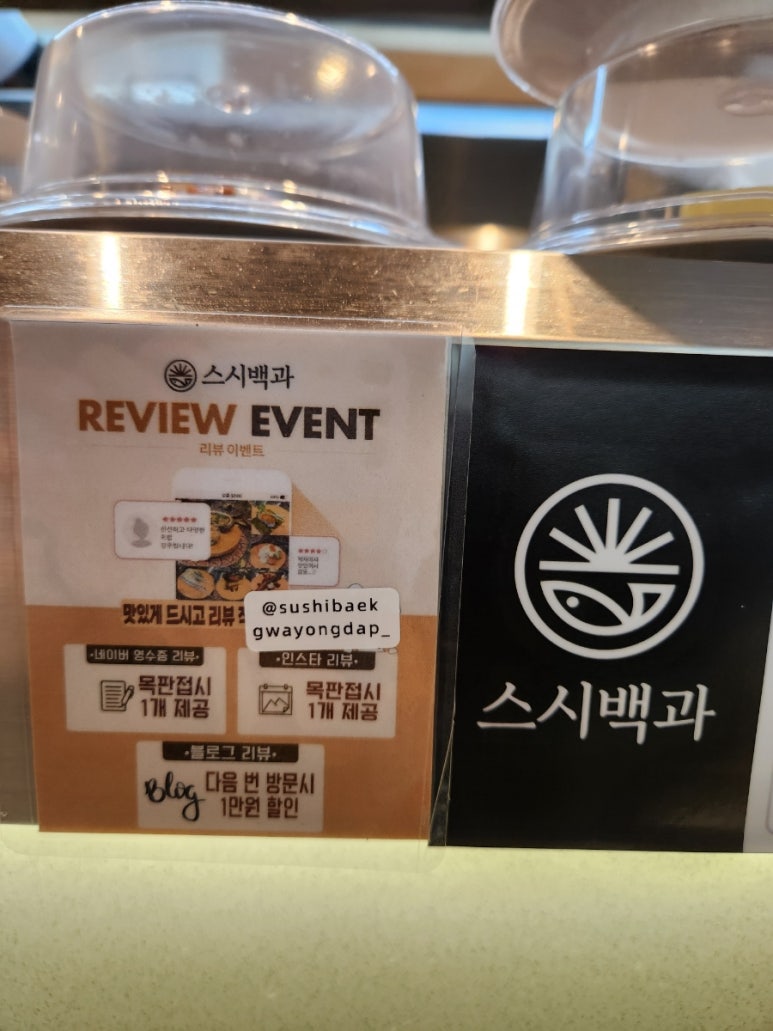 스시백과
REVIEW EVENT
리뷰 이벤트
맛있게 드시고 리뷰
@sushibaek
gwayongdap_
·네이버 영수증 리뷰·
목판접시
1개 제공
·인스타 리뷰·
목판접시
1개 제공
·블로그 리뷰·
Blog
다음 번 방문시
1만원 할인
스시백과